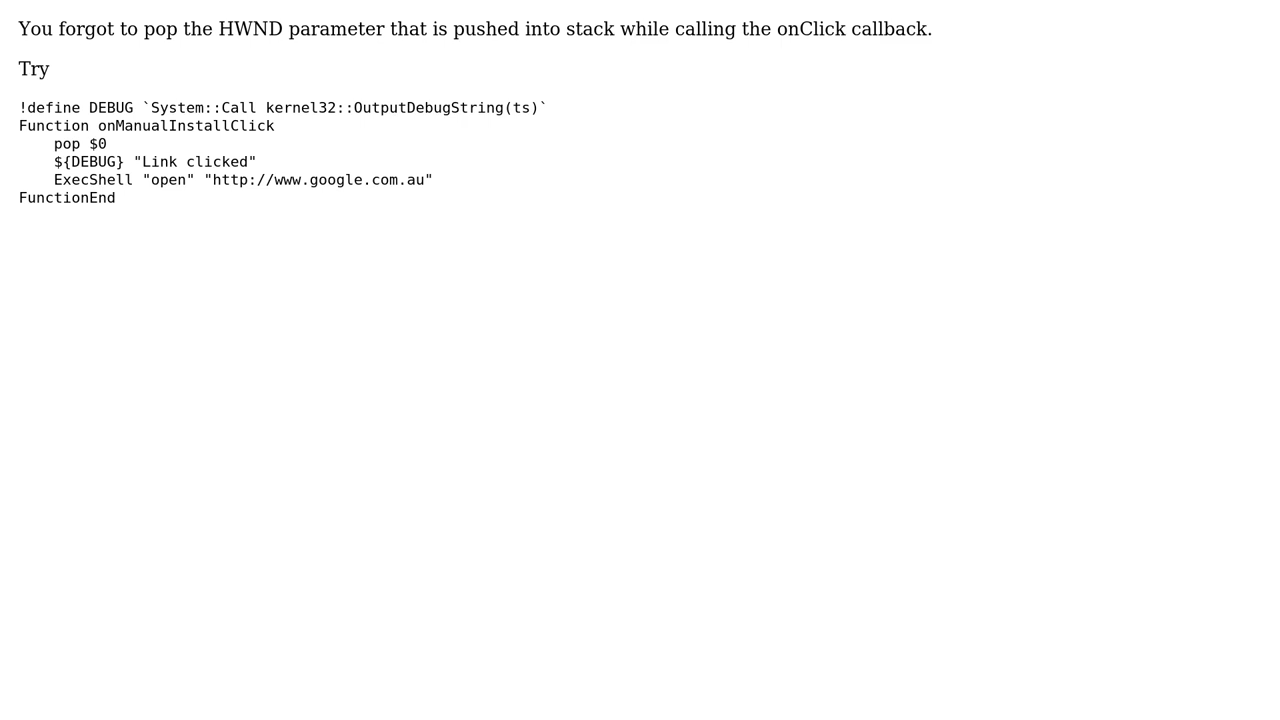 You forgot to pop the HWND parameter that is pushed into stack while calling the onClick callback.
Try
!define DEBUG `System::Call kernel32::OutputDebugString(ts)`
Function onManualInstallClick
    pop $0
    ${DEBUG} "Link clicked"
    ExecShell "open" "http://www.google.com.au"
FunctionEnd